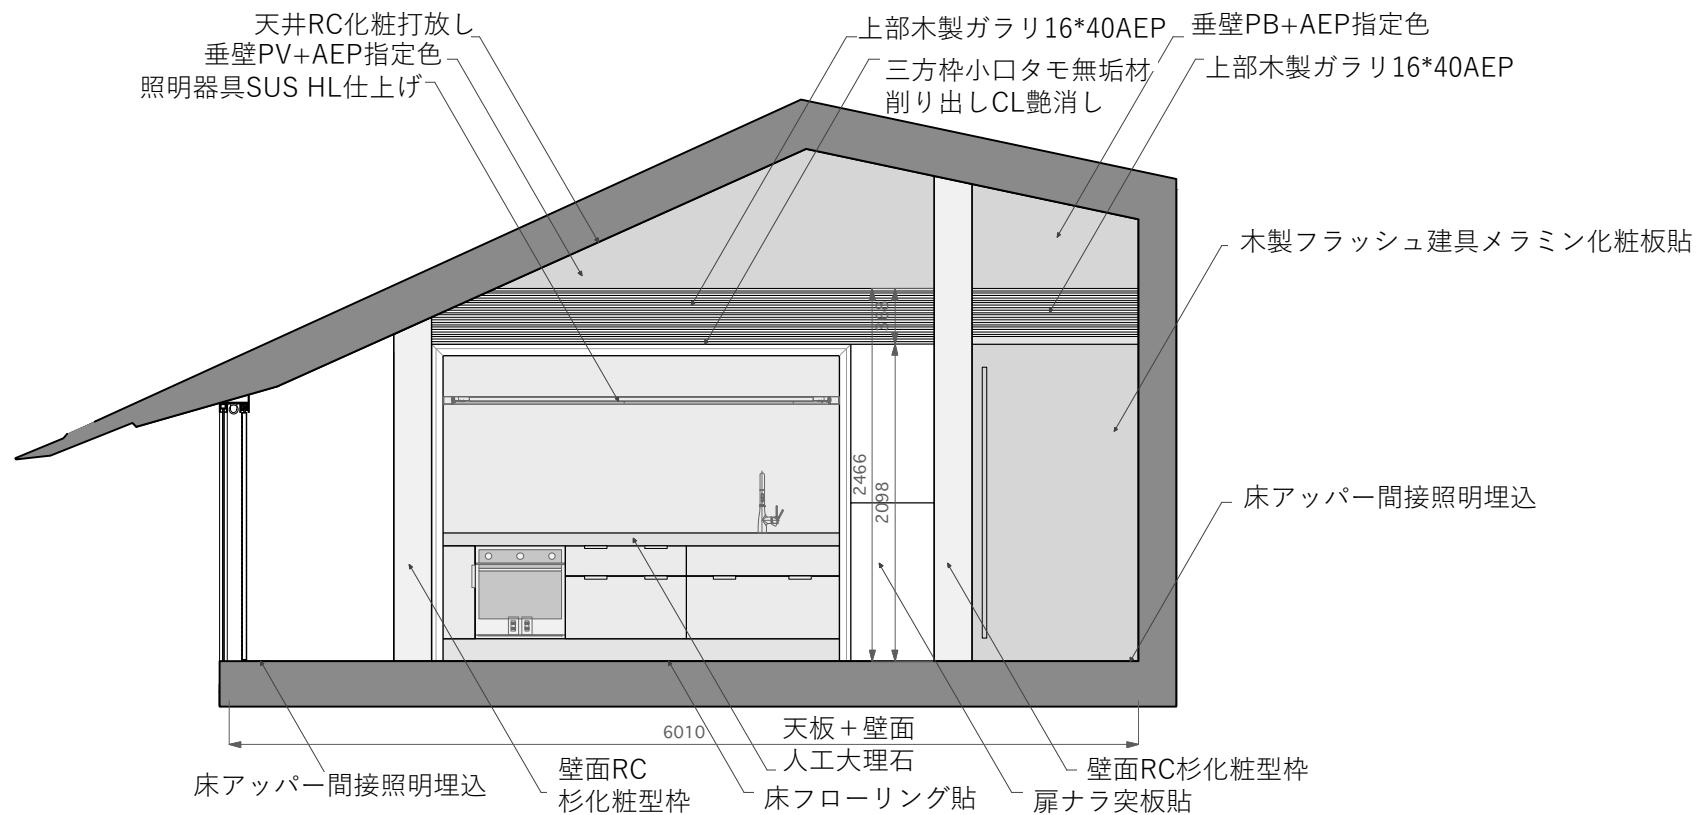 天井RC化粧打放し
垂壁PV+AEP指定色
照明器具SUS HL仕上げ
上部木製ガラリ16*40AEP
三方枠小口タモ無垢材
削り出しCL艶消し
垂壁PB+AEP指定色
上部木製ガラリ16*40AEP
木製フラッシュ建具メラミン化粧板貼
368
2466
2098
床アッパー間接照明埋込
6010
床アッパー間接照明埋込
壁面RC
杉化粧型枠
天板＋壁面
人工大理石
床フローリング貼
壁面RC杉化粧型枠
扉ナラ突板貼